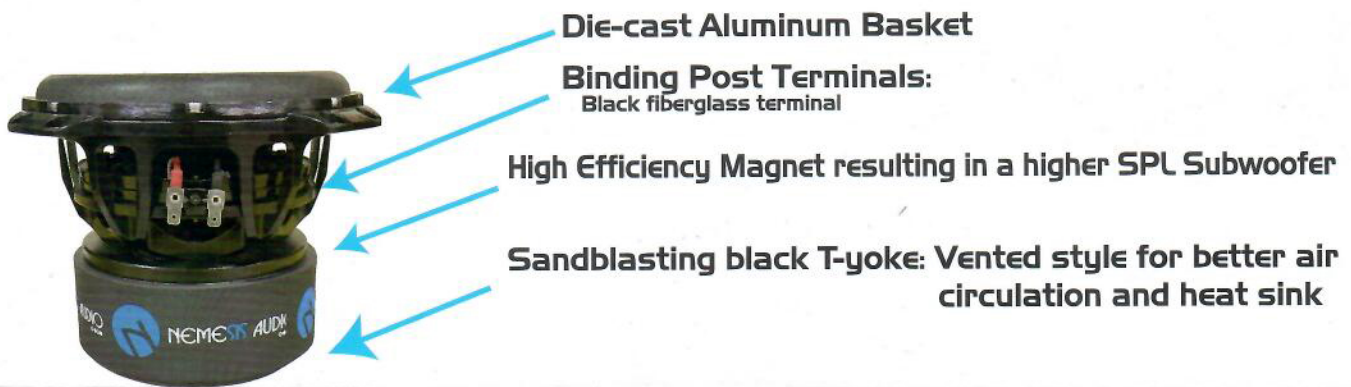 Die-cast Aluminum Basket
Binding Post Terminals:
Black fiberglass terminal
High Efficiency Magnet resulting in a higher SPL Subwoofer
Sandblasting black T-yoke: Vented style for better air
circulation and heat sink
AUDIO
NEMESIS AUDIO